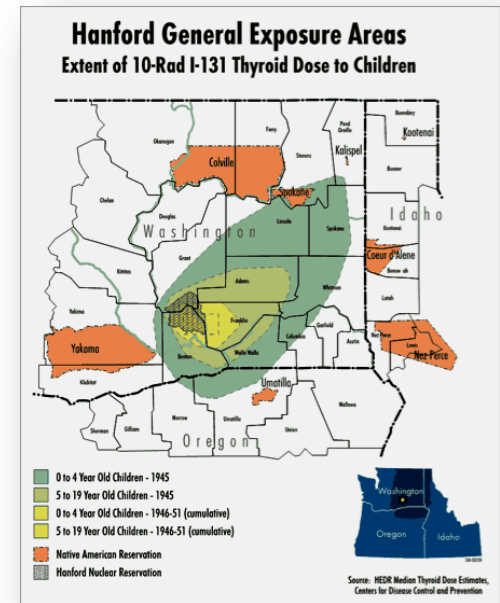 Hanford General Exposure Areas
Extent of 10-Rad I-131 Thyroid Dose to Children
Boundary
Okanogan
Ferry
Stevens
Pend
Oreille
Kootenai
Kalispel
Colville
Bonner
Spokane
Chelan
Douglas
Lincoln
Spokane
Idaho
Washington
Kootenai
Grant
Coeur d'Alene
Kittitas
Adams
Whitman
Benewah
Latah
Yakima
Franklin
Yakama
Benton
Walla Walla
Columbia
Garfield
Asotin
Nez Perce
Lewis
Nez Perce
Klickitat
Umatilla
Morrow
Umatilla
Wallowa
Sherman
Gilliam
Union
Oregon
0 to 4 Year Old Children - 1945
5 to 19 Year Old Children - 1945
0 to 4 Year Old Children - 1946-51 (cumulative)
5 to 19 Year Old Children - 1946-51 (cumulative)
Native American Reservation
Hanford Nuclear Reservation
Washington
Oregon
Idaho
Source: HEDR Median Thyroid Dose Estimates,
Centers for Disease Control and Prevention